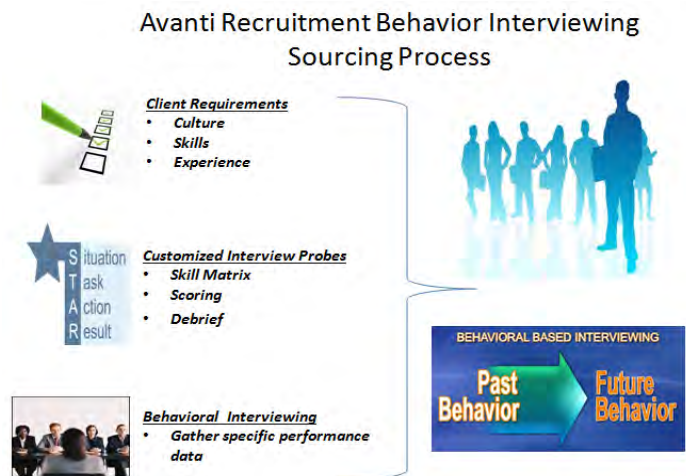 Avanti Recruitment Behavior Interviewing
Sourcing Process
Client Requirements
• Culture
• Skills
• Experience
Situation
Task
Action
Result
Customized Interview Probes
• Skill Matrix
• Scoring
• Debrief
BEHAVIORAL BASED INTERVIEWING
Past Behavior
Future Behavior
Behavioral Interviewing
• Gather specific performance
data